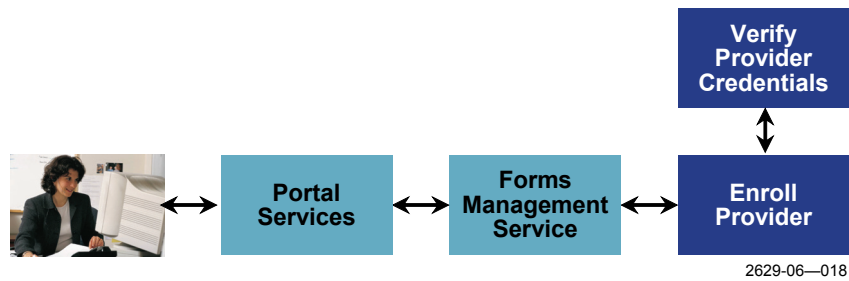 Verify
Provider
Credentials
Portal
Services
Forms
Management
Service
Enroll
Provider
2629-06—018